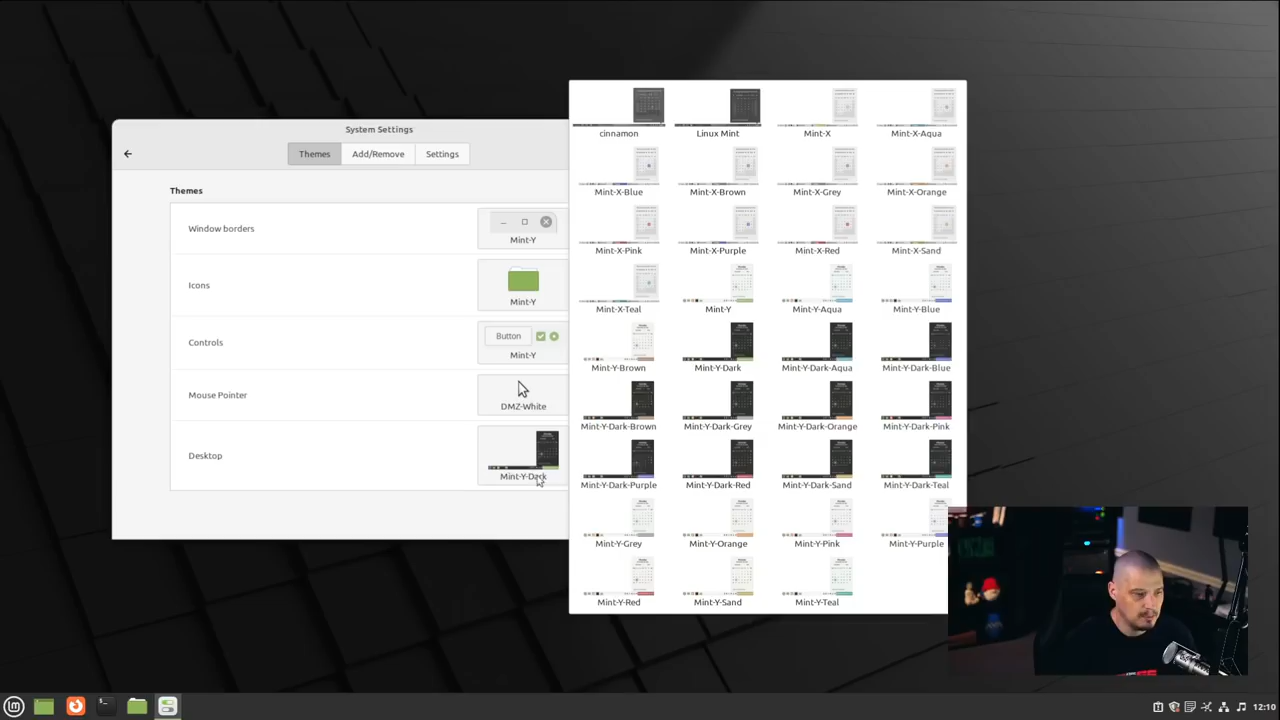 System Settings
Themes
Add/Remove
Settings
Themes
Window borders
Mint-Y
Icons
Mint-Y
Controls
Button
Mint-Y
Mouse Pointer
DMZ-White
Desktop
Mint-Y-Dark
cinnamon
Linux Mint
Mint-X
Mint-X-Aqua
Mint-X-Blue
Mint-X-Brown
Mint-X-Grey
Mint-X-Orange
Mint-X-Pink
Mint-X-Purple
Mint-X-Red
Mint-X-Sand
Mint-X-Teal
Mint-Y
Mint-Y-Aqua
Mint-Y-Blue
Mint-Y-Brown
Mint-Y-Dark
Mint-Y-Dark-Aqua
Mint-Y-Dark-Blue
Mint-Y-Dark-Brown
Mint-Y-Dark-Grey
Mint-Y-Dark-Orange
Mint-Y-Dark-Pink
Mint-Y-Dark-Purple
Mint-Y-Dark-Red
Mint-Y-Dark-Sand
Mint-Y-Dark-Teal
Mint-Y-Grey
Mint-Y-Orange
Mint-Y-Pink
Mint-Y-Purple
Mint-Y-Red
Mint-Y-Sand
Mint-Y-Teal
12:10